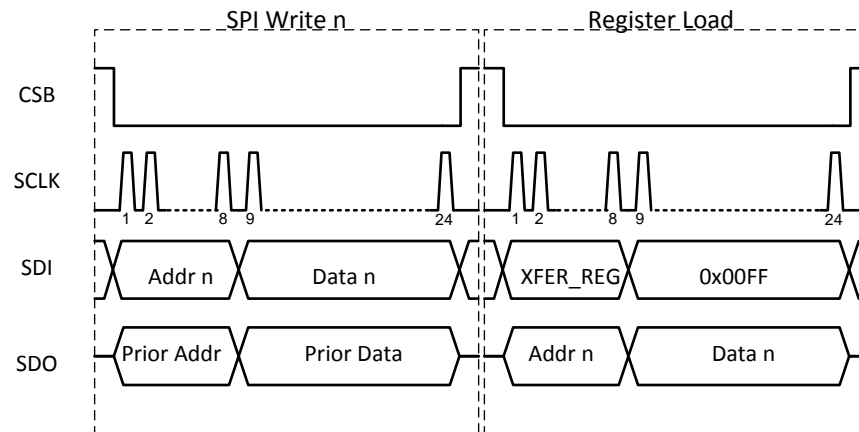 SPI Write n Register Load
CSB
SCLK
1 2 8 9 24 1 2 8 9 24
SDI Addr n Data n XFER_REG 0x00FF
SDO Prior Addr Prior Data Addr n Data n